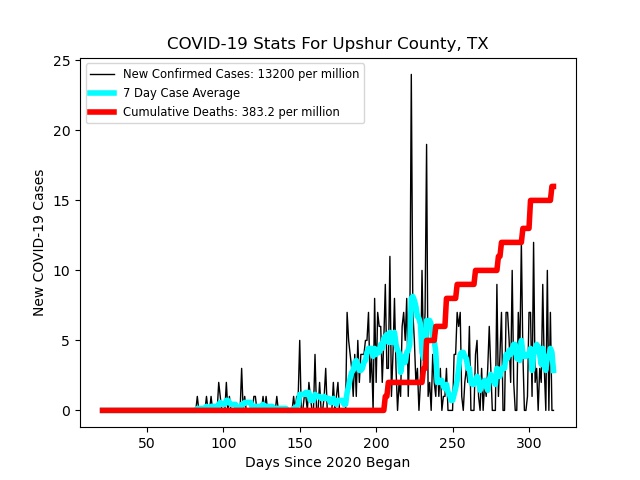 COVID-19 Stats For Upshur County, TX
New Confirmed Cases: 13200 per million
7 Day Case Average
Cumulative Deaths: 383.2 per million
New COVID-19 Cases
25
20
15
10
5
0
50 100 150 200 250 300
Days Since 2020 Began